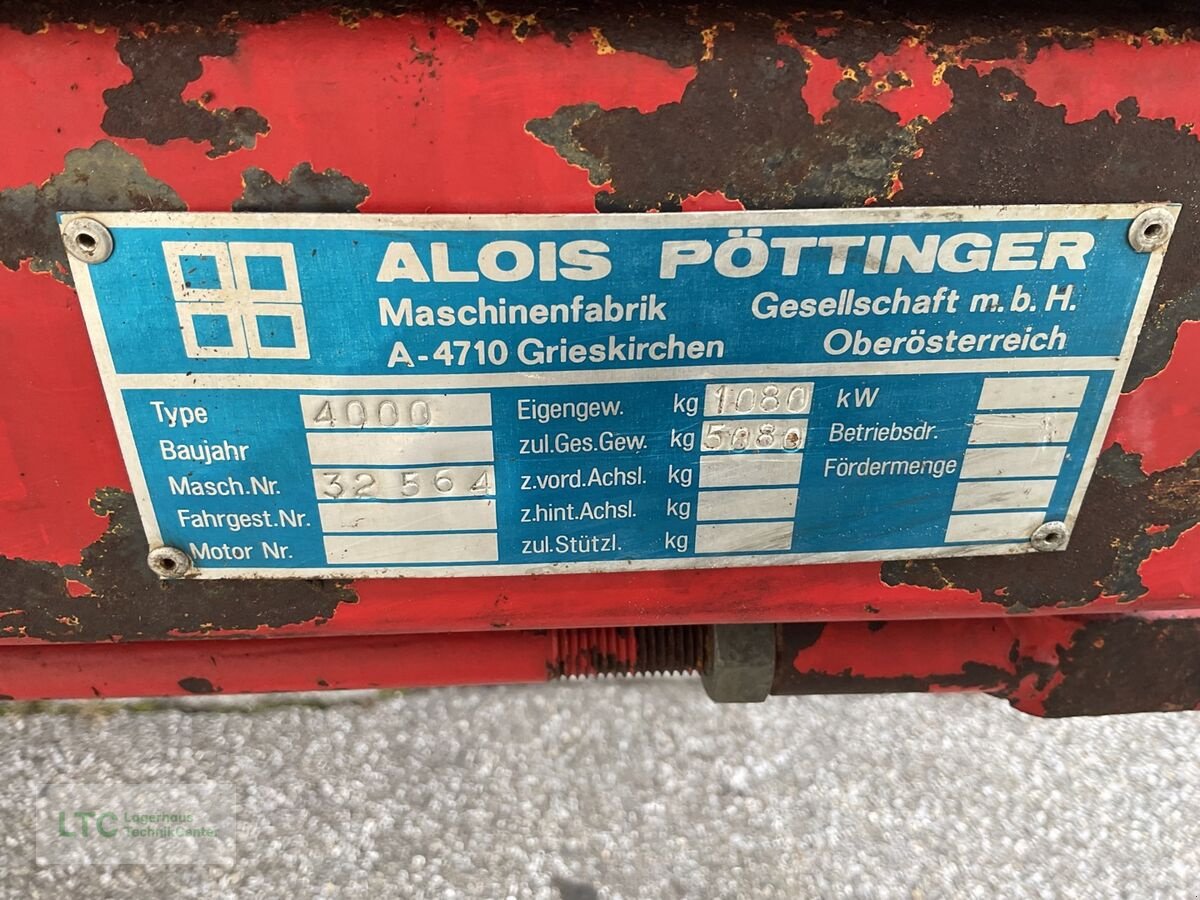 ALOIS PÖTTINGER
Maschinenfabrik Gesellschaft m.b.H.
A-4710 Grieskirchen Oberösterreich
Type 4000 Eigengew. kg 1080 kW
Baujahr zul.Ges.Gew. kg 5080 Betriebsdr. 1
Masch.Nr. 32564 z.vord.Achsl. kg Fördermenge
Fahrgest.Nr. z.hint.Achsl. kg
Motor Nr. zul.Stützl. kg
LTC Lagerhaus
TechnikCenter